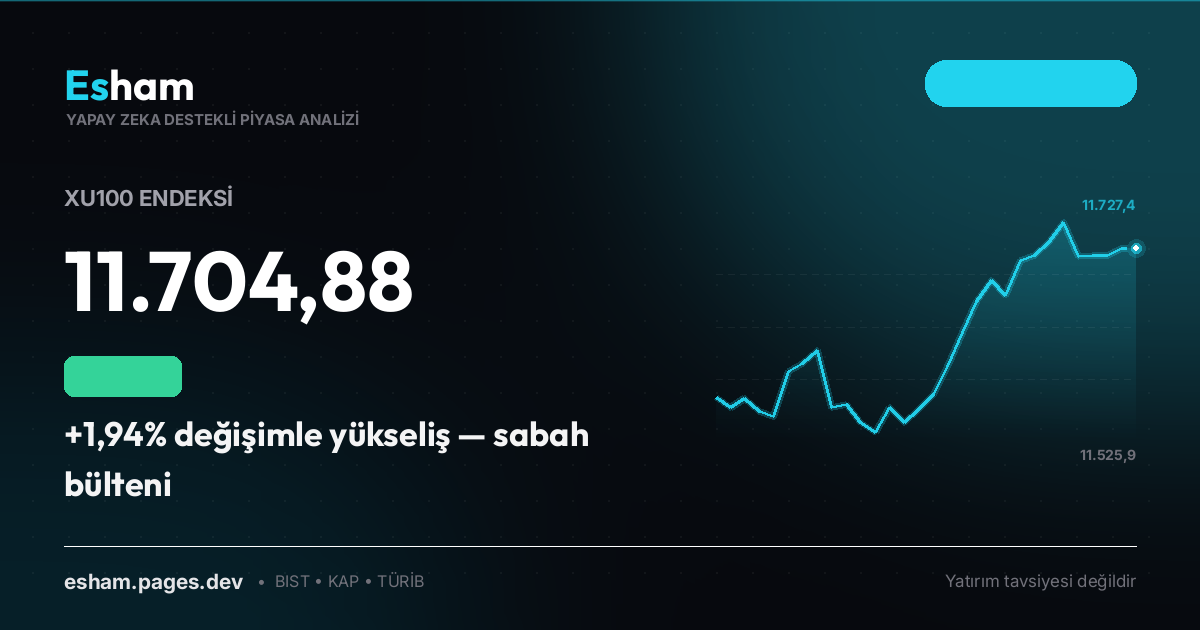 Esham
YAPAY ZEKA DESTEKLİ PİYASA ANALİZİ
XU100 ENDEKSİ
11.704,88
+1,94% değişimle yükseliş — sabah
bülteni
11.727,4
11.525,9
esham.pages.dev • BIST • KAP • TÜRİB
Yatırım tavsiyesi değildir